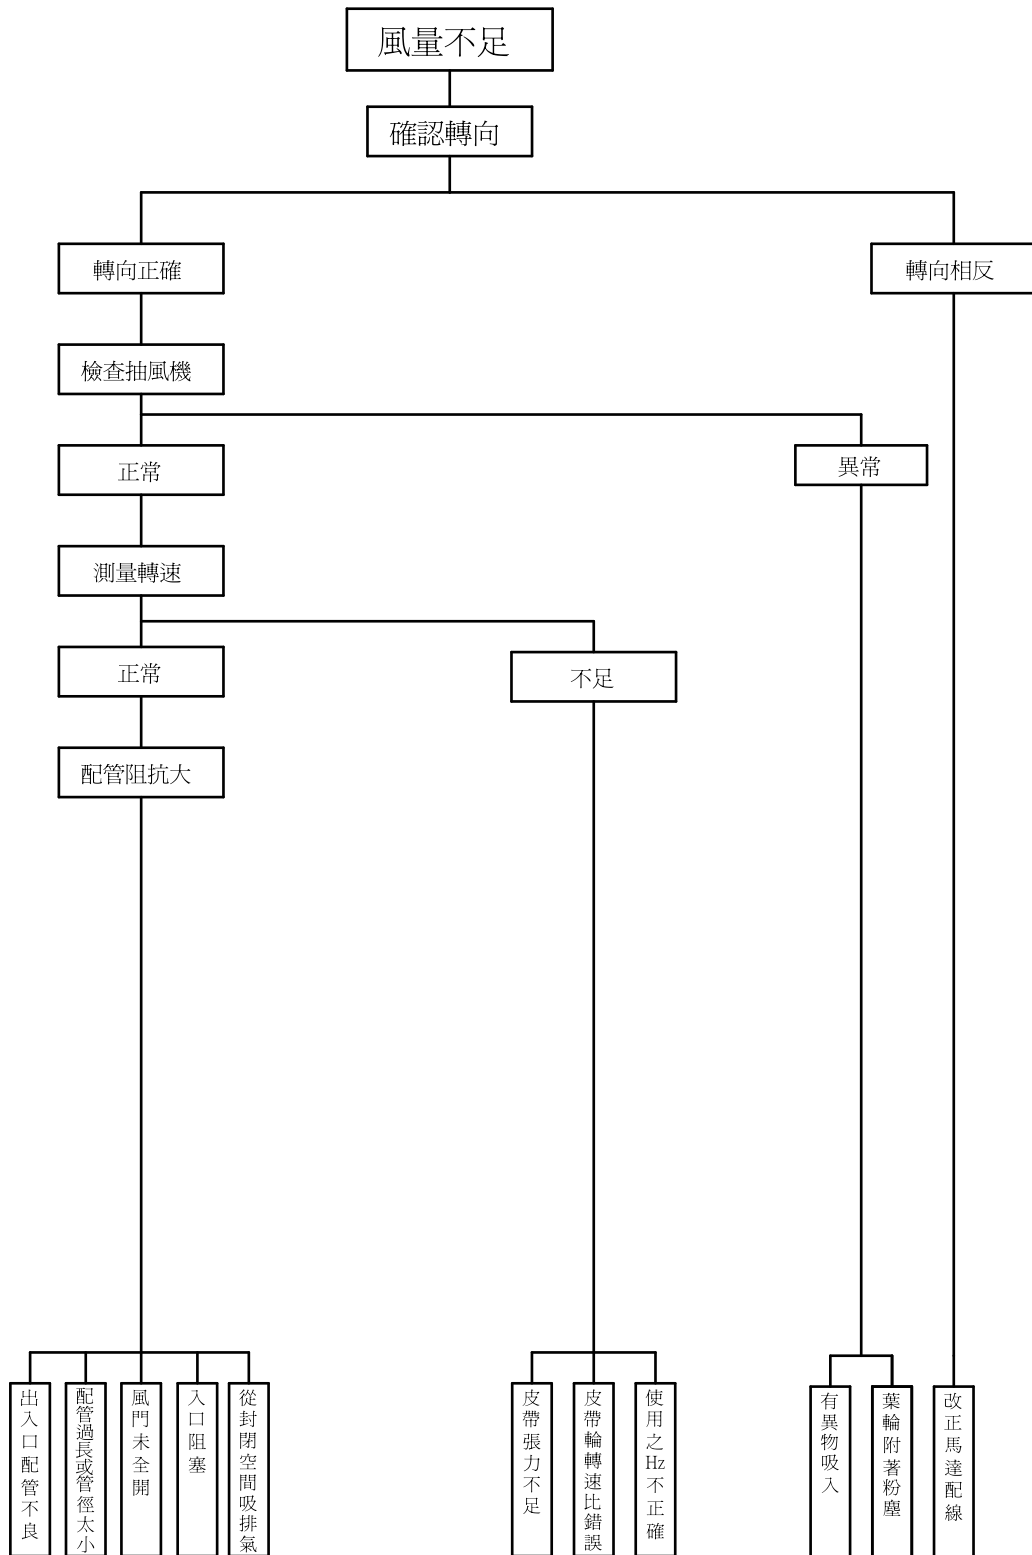 風量不足
確認轉向
轉向正確
轉向相反
檢查抽風機
正常
異常
測量轉速
正常
不足
配管阻抗大
出入口配管不良
配管過長或管徑太小
風門未全開
入口阻塞
從封閉空間吸排氣
皮帶張力不足
皮帶輪轉速比錯誤
使用之Hz不正確
有異物吸入
葉輪附著粉塵
改正馬達配線